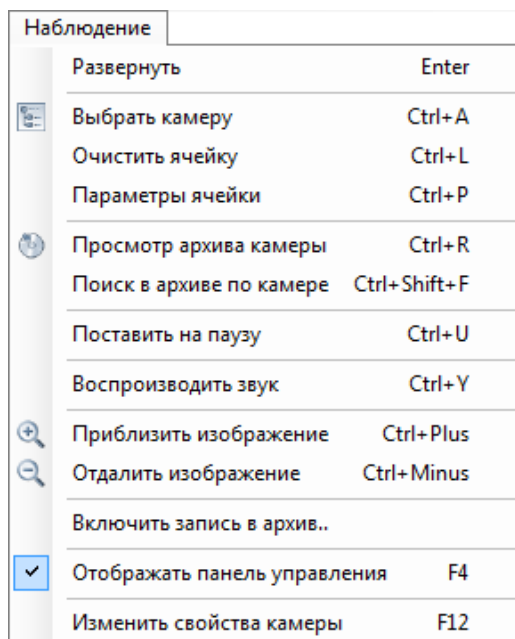 Наблюдение
Развернуть Enter
Выбрать камеру Ctrl+A
Очистить ячейку Ctrl+L
Параметры ячейки Ctrl+P
Просмотр архива камеры Ctrl+R
Поиск в архиве по камере Ctrl+Shift+F
Поставить на паузу Ctrl+U
Воспроизводить звук Ctrl+Y
Приблизить изображение Ctrl+Plus
Отдалить изображение Ctrl+Minus
Включить запись в архив..
Отображать панель управления F4
Изменить свойства камеры F12